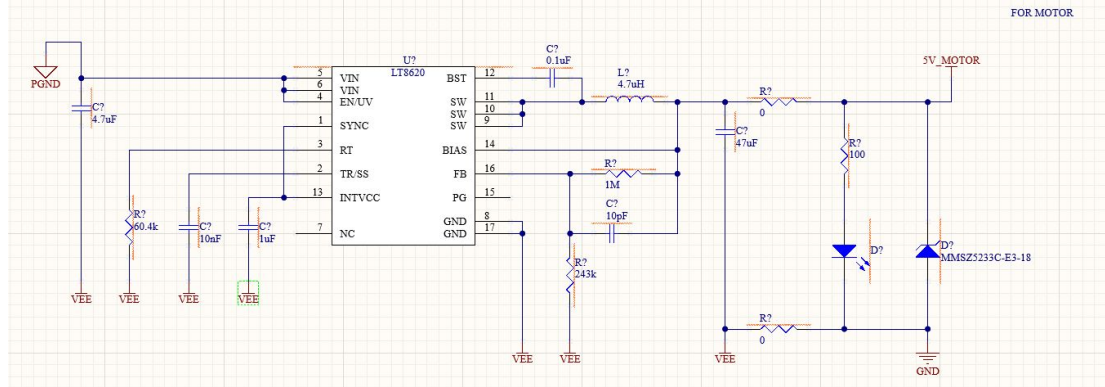 FOR MOTOR
PGND
C?
4.7uF
U?
LT8620
5
VIN
6
VIN
4
EN/UV
1
SYNC
3
RT
2
TR/SS
13
INTVCC
7
NC
BST
12
SW
11
SW
10
SW
9
BIAS
14
FB
16
PG
15
GND
8
GND
17
C?
0.1uF
L?
4.7uH
R?
1M
C?
10pF
R?
243k
R?
60.4k
C?
10nF
C?
1uF
VEE
VEE
VEE
VEE
VEE
VEE
VEE
C?
47uF
R?
0
5V_MOTOR
R?
100
D?
D?
MMSZ5233C-E3-18
R?
0
GND